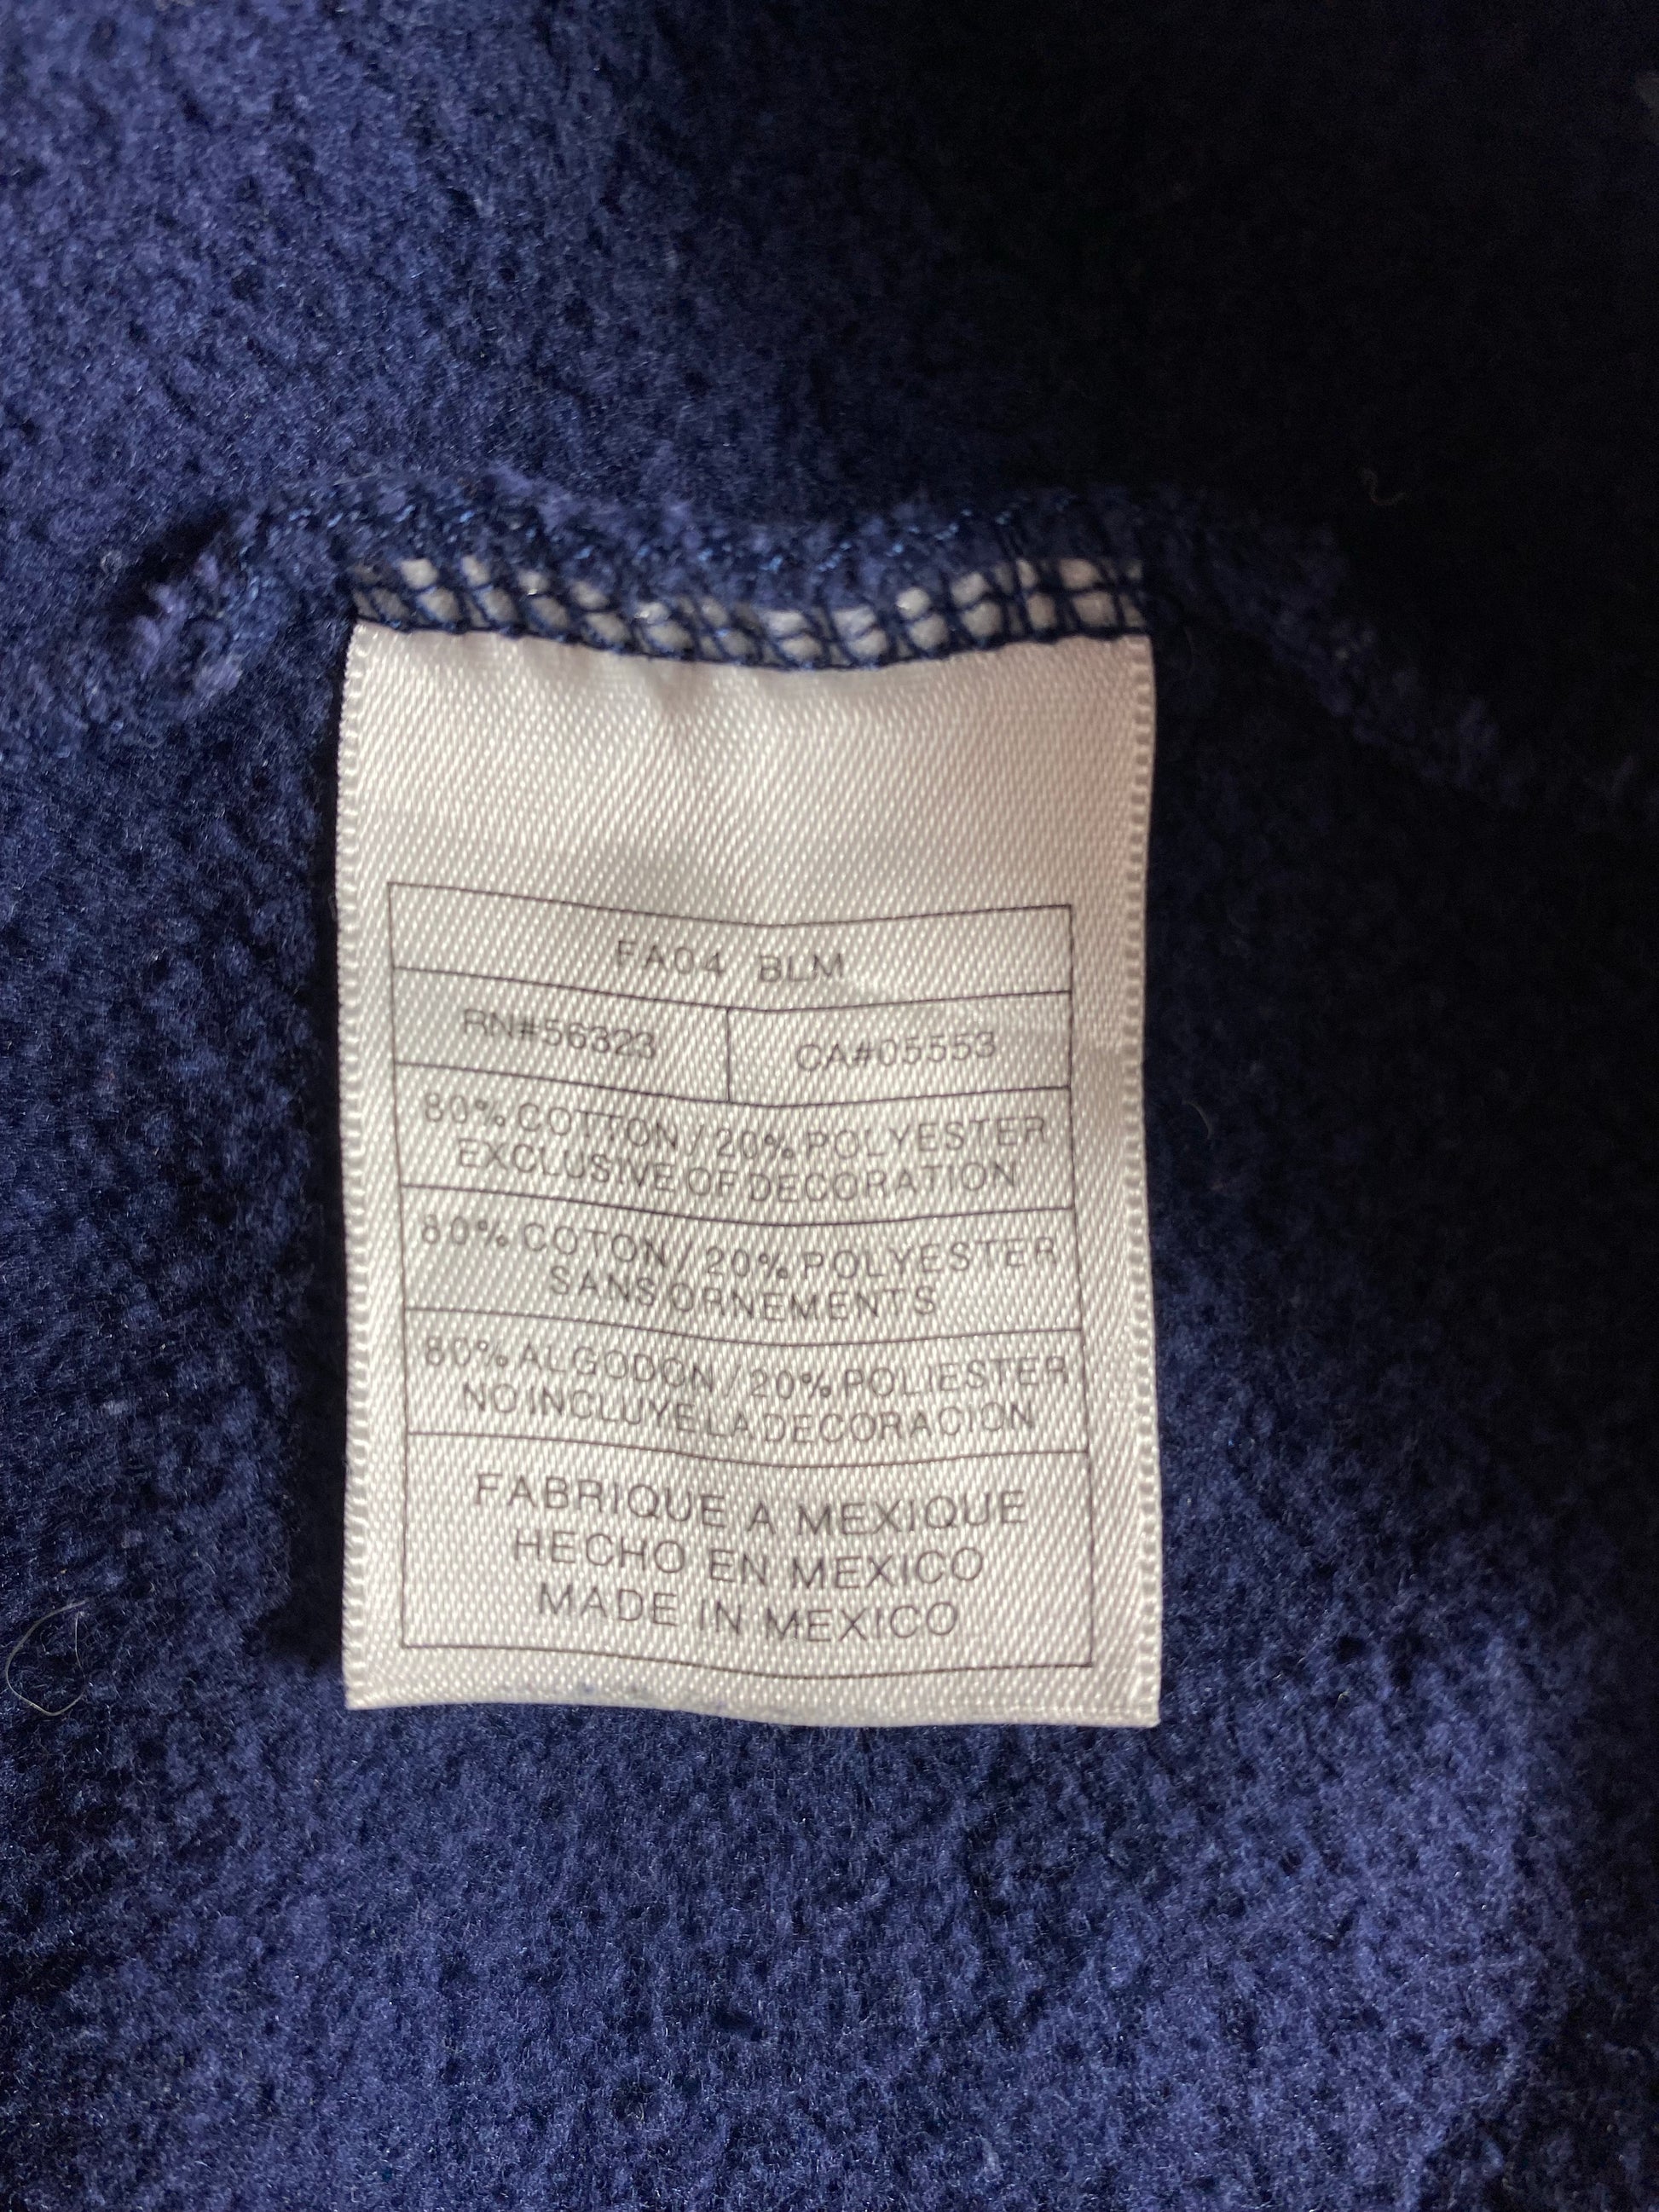 FA04 BLM
RN#56323 CA#05553
80% COTTON / 20% POLYESTER
EXCLUSIVE OF DECORATION
80% COTON / 20% POLYESTER
SANS ORNEMENTS
80% ALGODON / 20% POLIESTER
NO INCLUYE LA DECORACION
FABRIQUE A MEXIQUE
HECHO EN MEXICO
MADE IN MEXICO